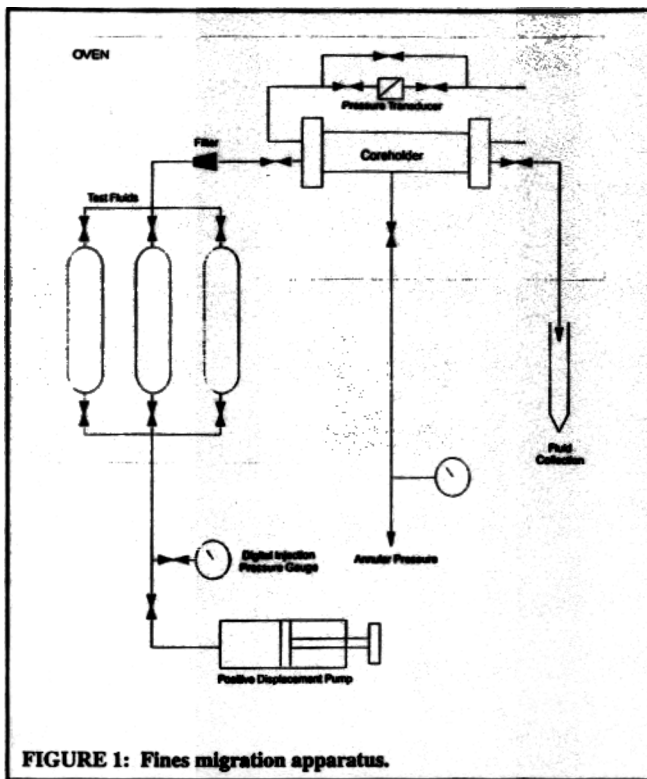 OVEN
Pressure Transducer
Filter
Coreholder
Test Fluids
Fluid
Collection
Digital Injection
Pressure Gauge
Annular Pressure
Positive Displacement Pump
FIGURE 1: Fines migration apparatus.